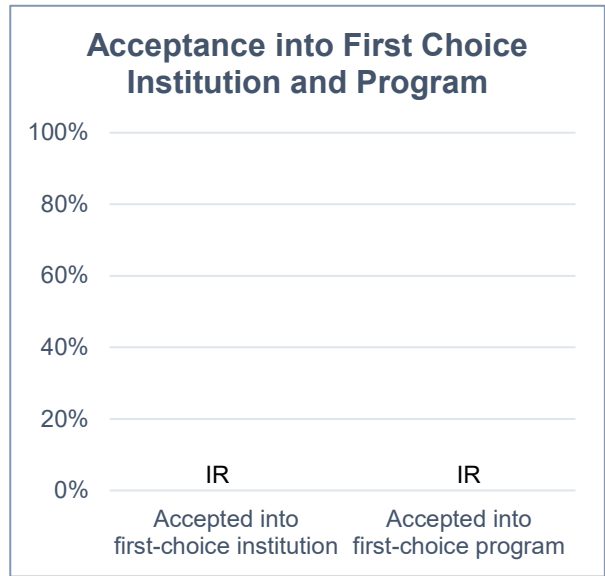 Acceptance into First Choice
Institution and Program
100%
80%
60%
40%
20%
0%
IR
IR
Accepted into
first-choice institution
Accepted into
first-choice program